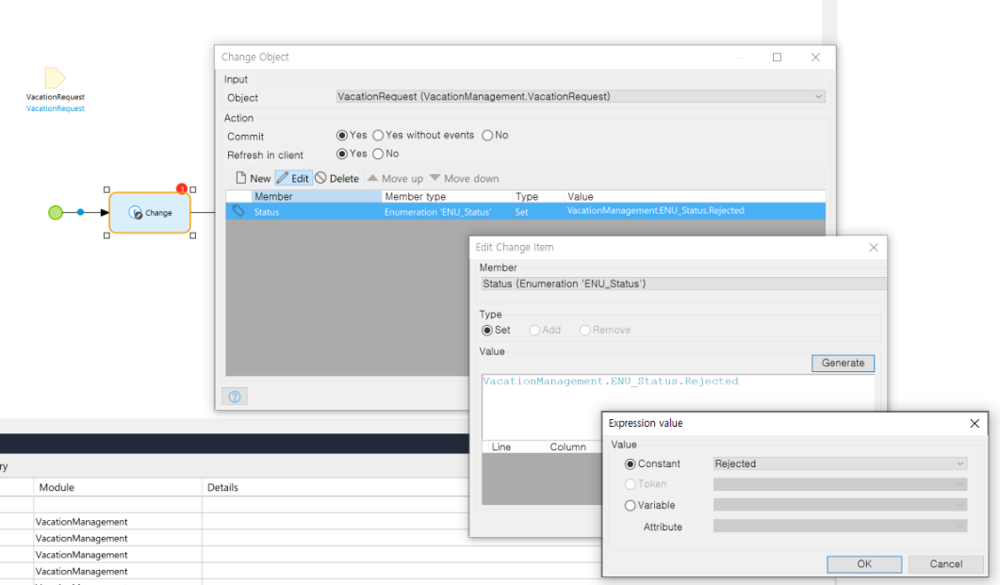 Change Object
Input
Object VacationRequest (VacationManagement.VacationRequest)
Action
Commit Yes Yes without events No
Refresh in client Yes No
New Edit Delete Move up Move down
Member Member type Type Value
Status Enumeration 'ENU_Status' Set VacationManagement.ENU_Status.Rejected
VacationRequest
VacationRequest
1
Change
Edit Change Item
Member
Status (Enumeration 'ENU_Status')
Type
Set Add Remove
Value
Generate
VacationManagement.ENU_Status.Rejected
Line Column
Expression value
Value
Constant Rejected
Token
Variable
Attribute
OK Cancel
ry
Module Details
VacationManagement
VacationManagement
VacationManagement
VacationManagement